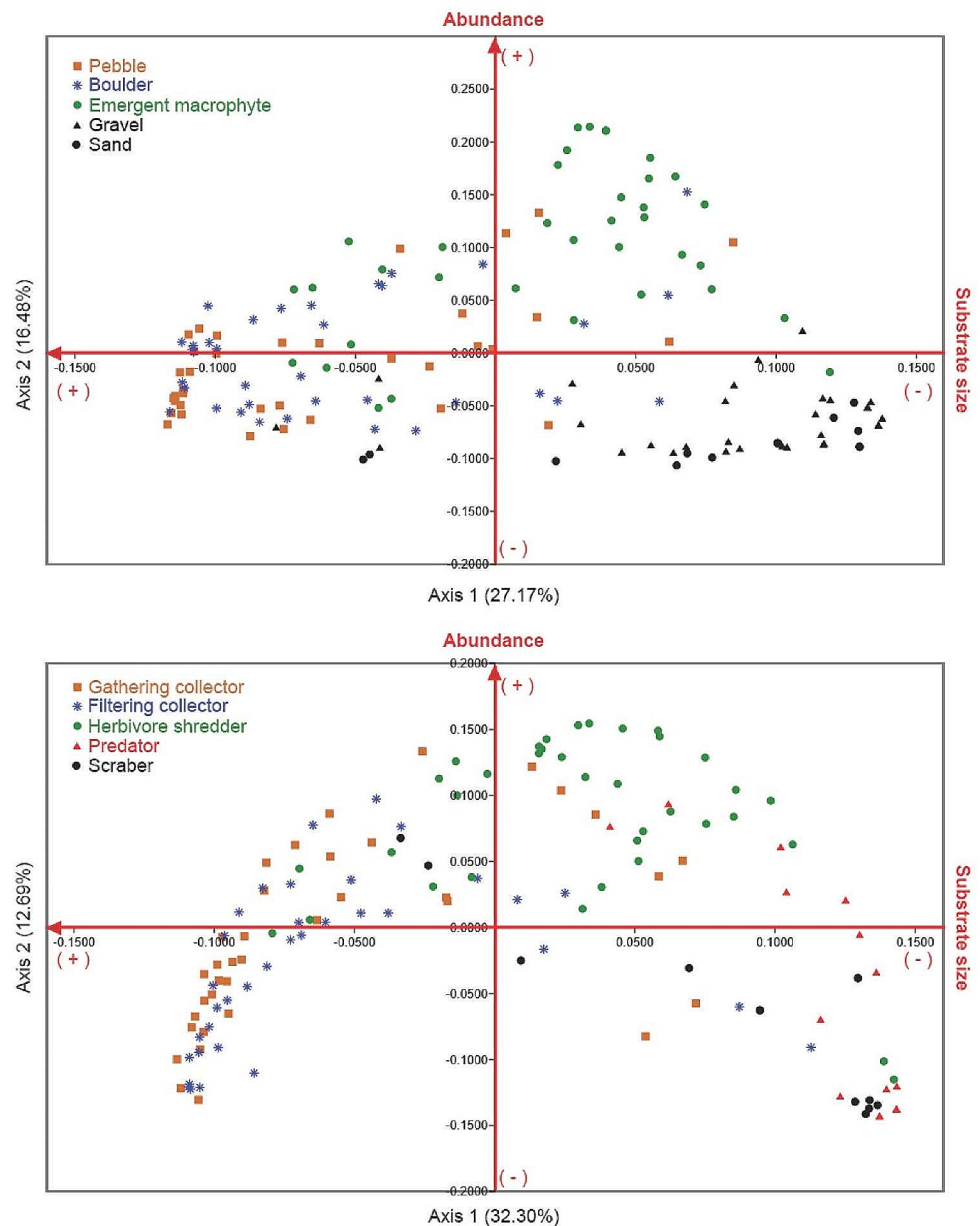 Abundance
( + )
Pebble
Boulder
Emergent macrophyte
Gravel
Sand
0.2500
0.2000
0.1500
0.1000
0.0500
0.0000
-0.1500
-0.1000
-0.0500
0.0500
0.1000
0.1500
( + )
( - )
-0.0500
-0.1000
-0.1500
-0.2000
( - )
Axis 2 (16.48%)
Substrate size
Axis 1 (27.17%)
Abundance
0.2000
( + )
Gathering collector
Filtering collector
Herbivore shredder
Predator
Scraber
0.1500
0.1000
0.0500
0.0000
-0.1500
-0.1000
-0.0500
0.0500
0.1000
0.1500
( + )
( - )
-0.0500
-0.1000
-0.1500
-0.2000
( - )
Axis 2 (12.69%)
Substrate size
Axis 1 (32.30%)